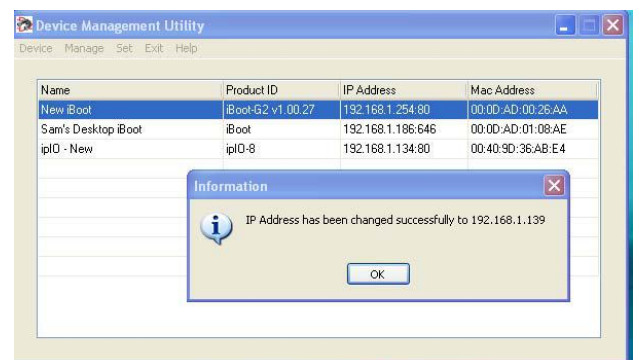 Device Management Utility
Device Manage Set Exit Help
Name Product ID IP Address Mac Address
New iBoot iBoot-G2 v1.00.27 192.168.1.254:80 00:0D:AD:00:26:AA
Sam's Desktop iBoot iBoot 192.168.1.186:646 00:0D:AD:01:08:AE
ipIO - New ipIO-8 192.168.1.134:80 00:40:9D:36:AB:E4
Information
IP Address has been changed successfully to 192.168.1.139
OK